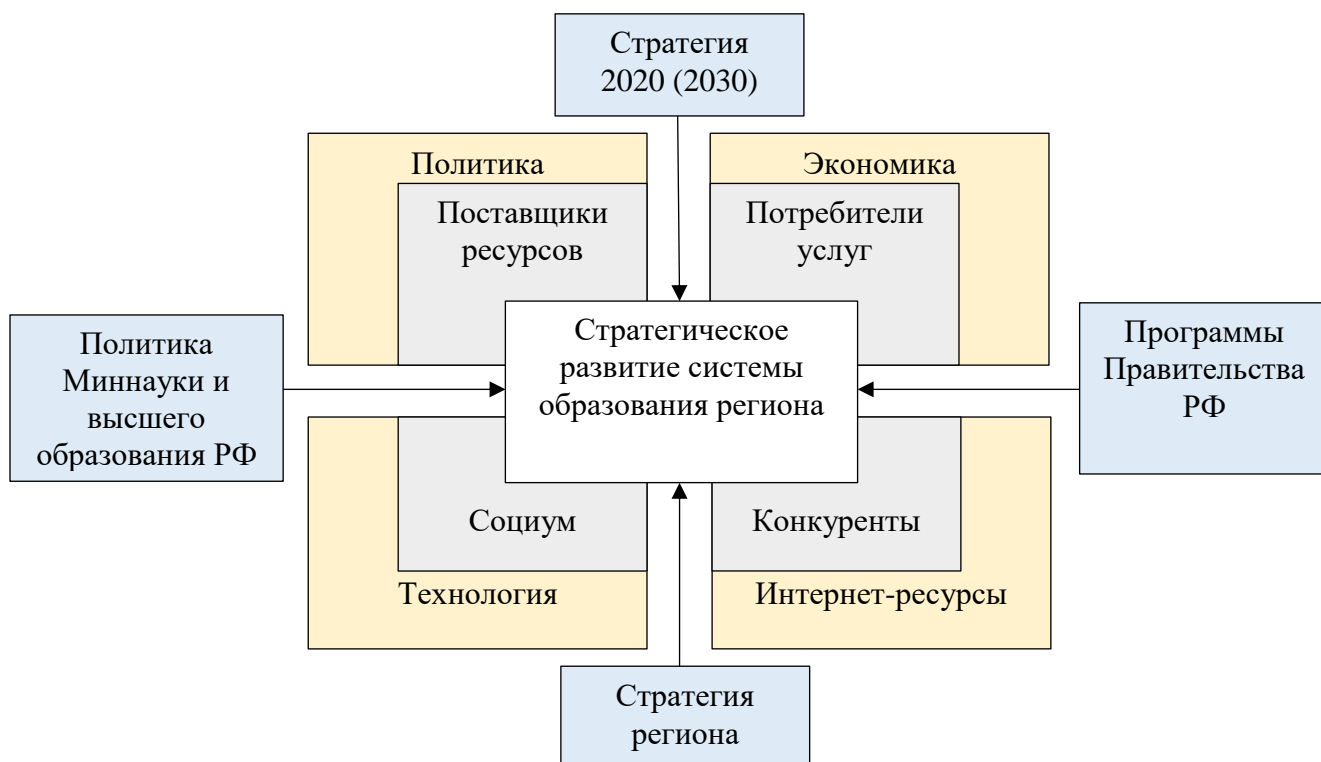 Стратегия
2020 (2030)
Политика
Экономика
Поставщики
ресурсов
Потребители
услуг
Политика
Миннауки и
высшего
образования РФ
Стратегическое
развитие системы
образования региона
Программы
Правительства
РФ
Социум
Конкуренты
Технология
Интернет-ресурсы
Стратегия
региона